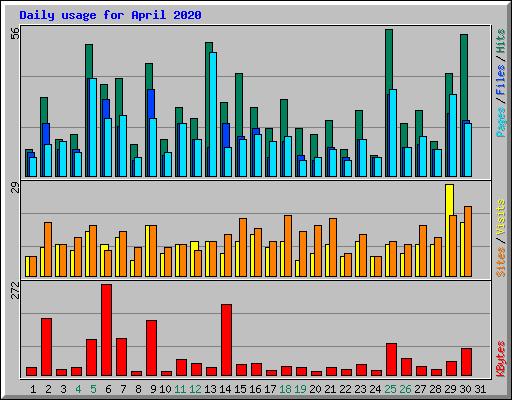 Daily usage for April 2020
56
Pages / Files / Hits
29
Sites / Visits
272
KBytes
1 2 3 4 5 6 7 8 9 10 11 12 13 14 15 16 17 18 19 20 21 22 23 24 25 26 27 28 29 30 31